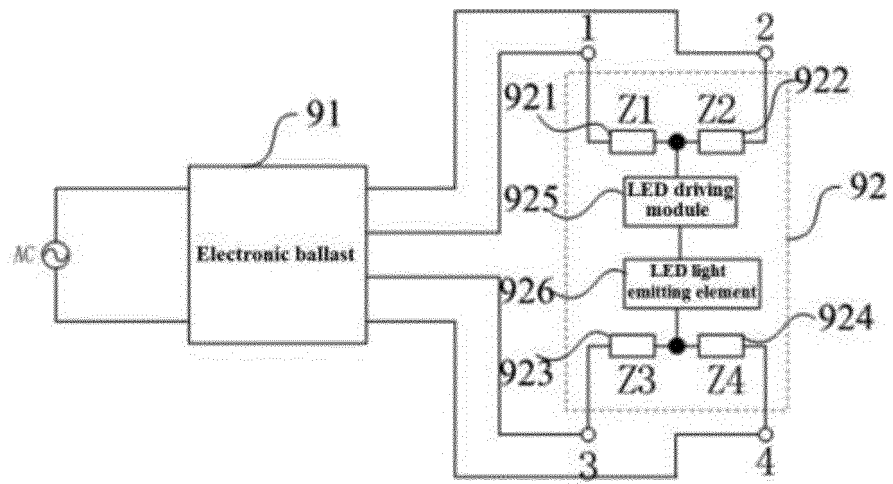 1
2
921
Z1
Z2
922
91
925
LED driving
module
92
AC
Electronic ballast
926
LED light
emitting element
924
923
Z3
Z4
3
4